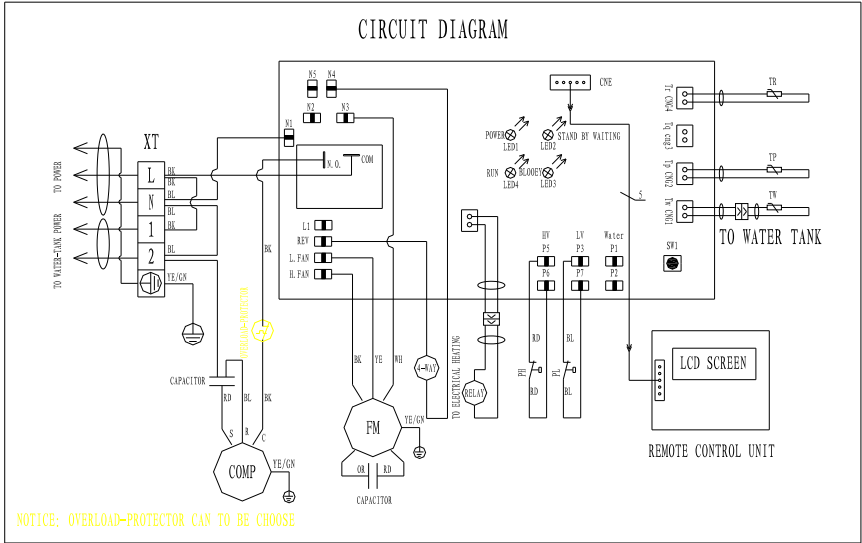 CIRCUIT DIAGRAM
N5 N4
N2 N3
N1
N.O. COM
CNE
POWER LED1
LED2 STAND BY WAITING
RUN LED4
BLOOEY LED3
Tr CNG4
TR
Tq cng3
Tp CNG2
TP
Tw CNG1
TW
TO WATER TANK
5
SW1
XT
L
N
1
2
TO POWER
TO WATER-TANK POWER
BK
BK
BL
BL
BK
BL
YE/GN
BK
OVERLOAD-PROTECTOR
L1
REV
L. FAN
H. FAN
HV LV Water
P5 P3 P1
P6 P7 P2
RD BL
PH PL
RD BL
BK YE WH
4-WAY
TO ELECTRICAL HEATING
RELAY
CAPACITOR
RD BL BK
S R C
COMP
YE/GN
FM
YE/GN
OR RD
CAPACITOR
LCD SCREEN
REMOTE CONTROL UNIT
NOTICE: OVERLOAD-PROTECTOR CAN TO BE CHOOSE